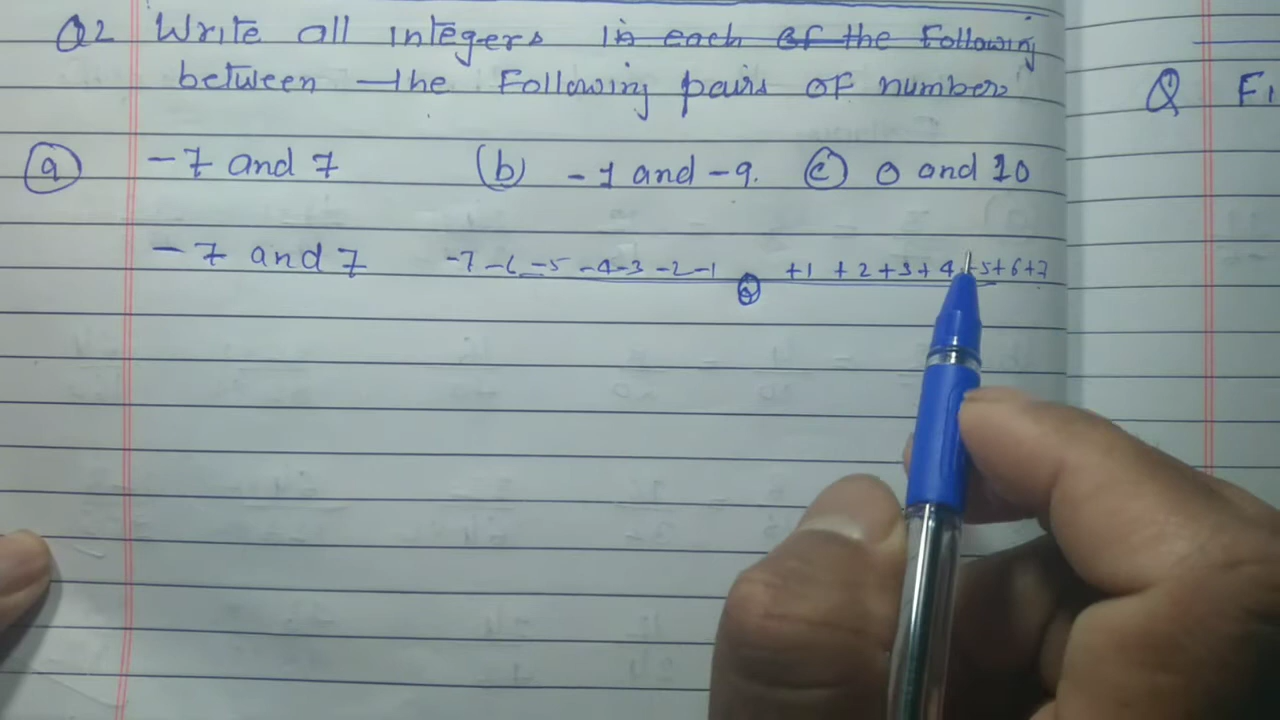 Q2 Write all integers in each of the following
between the Following pairs of number
(a) -7 and 7 (b) -1 and -9. (c) 0 and 10
-7 and 7 -7 -6 -5 -4 -3 -2 -1 0 +1 +2 +3 +4 +5 +6 +7
Q Fi